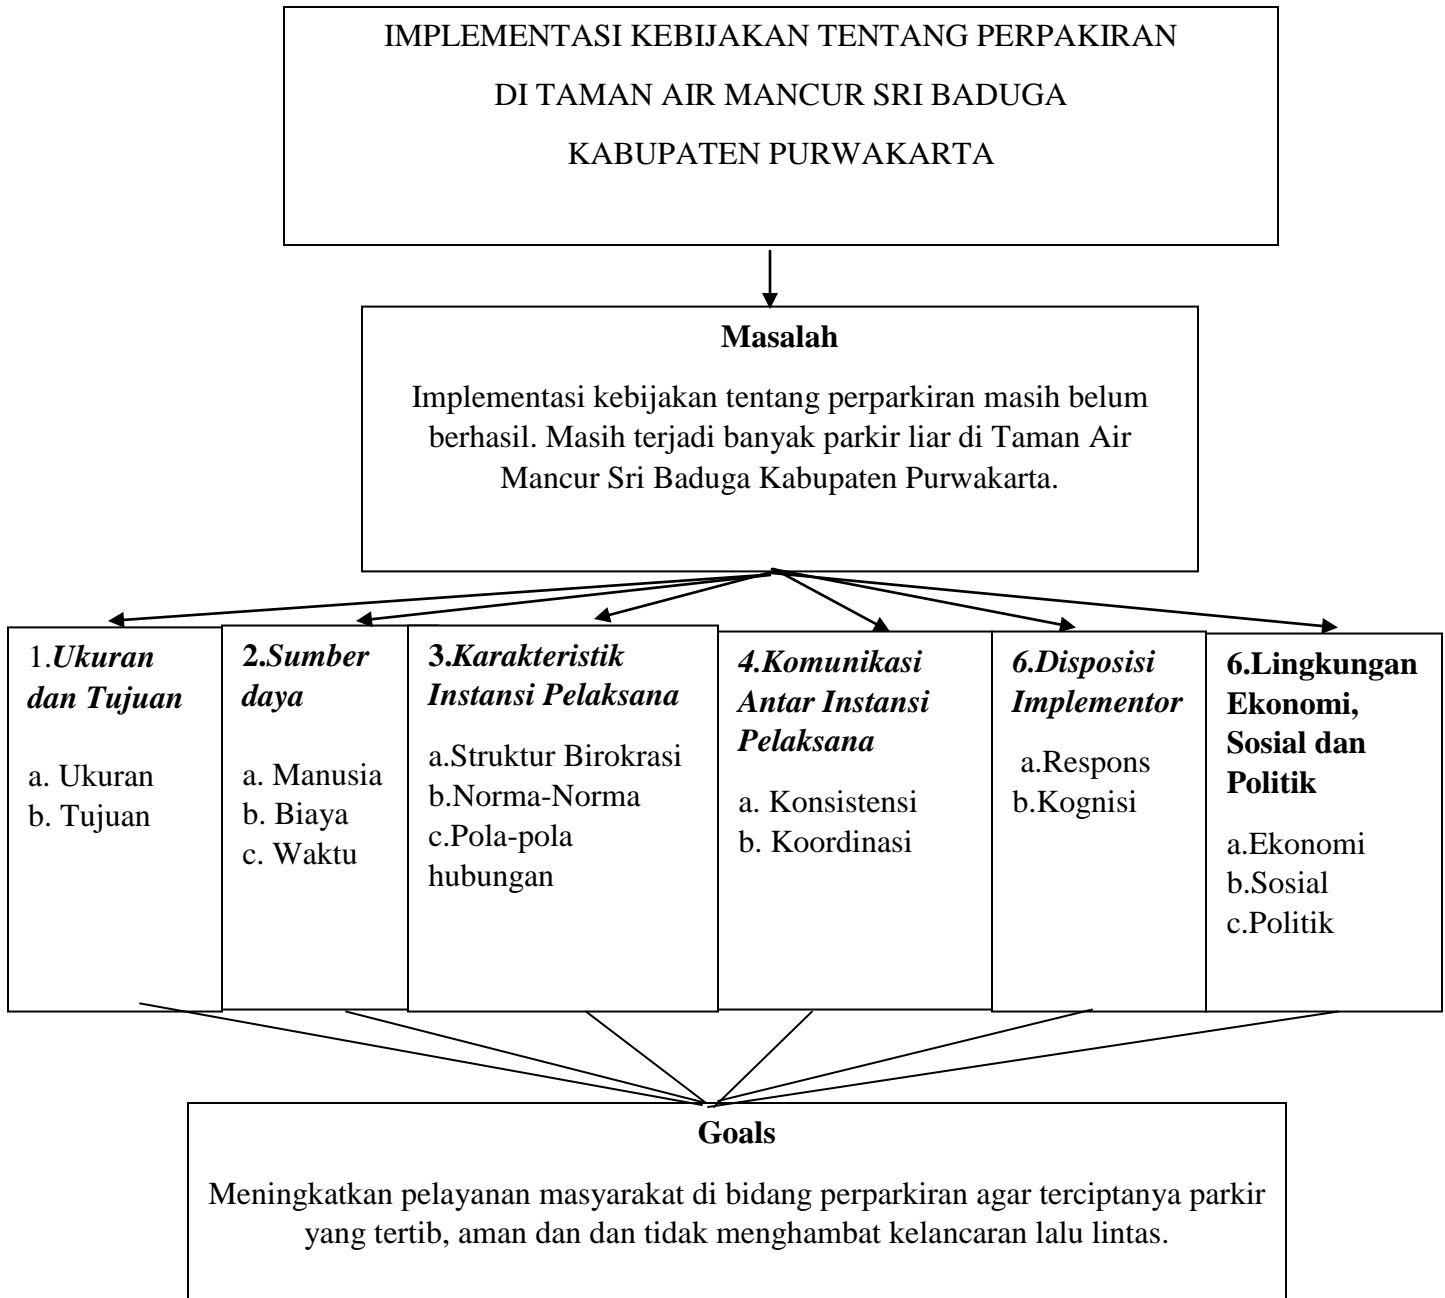 IMPLEMENTASI KEBIJAKAN TENTANG PERPAKIRAN
DI TAMAN AIR MANCUR SRI BADUGA
KABUPATEN PURWAKARTA
Masalah
Implementasi kebijakan tentang perparkiran masih belum
berhasil. Masih terjadi banyak parkir liar di Taman Air
Mancur Sri Baduga Kabupaten Purwakarta.
1.Ukuran
dan Tujuan
a. Ukuran
b. Tujuan
2.Sumber
daya
a. Manusia
b. Biaya
c. Waktu
3.Karakteristik
Instansi Pelaksana
a.Struktur Birokrasi
b.Norma-Norma
c.Pola-pola
hubungan
4.Komunikasi
Antar Instansi
Pelaksana
a. Konsistensi
b. Koordinasi
6.Disposisi
Implementor
a.Respons
b.Kognisi
6.Lingkungan
Ekonomi,
Sosial dan
Politik
a.Ekonomi
b.Sosial
c.Politik
Goals
Meningkatkan pelayanan masyarakat di bidang perparkiran agar terciptanya parkir
yang tertib, aman dan dan tidak menghambat kelancaran lalu lintas.